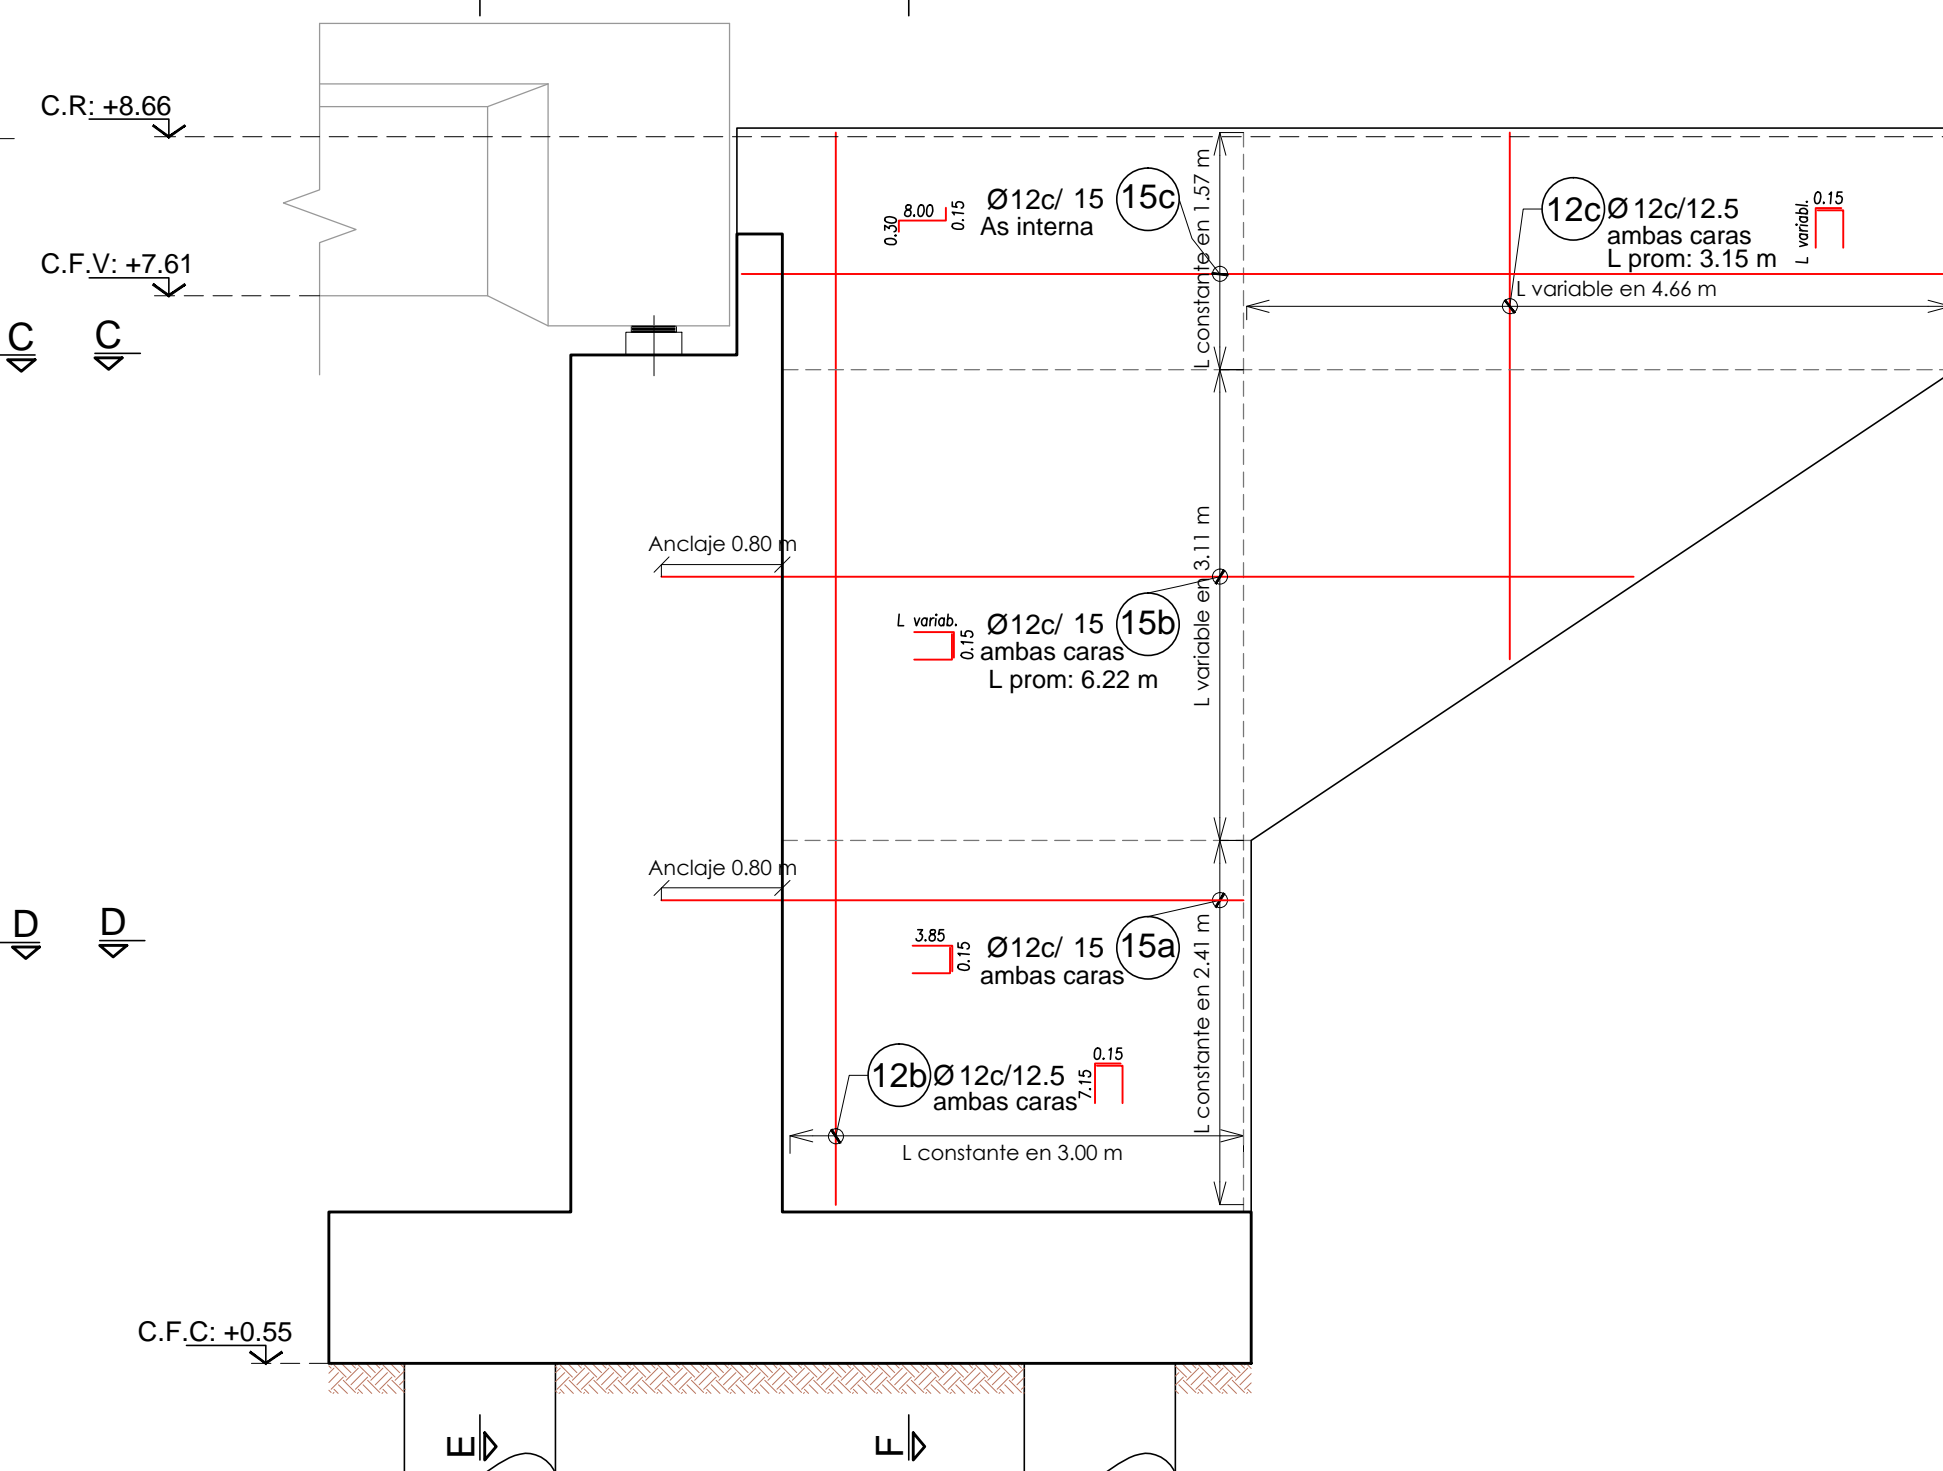 C.R: +8.66
C.F.V: +7.61
C
C
D
D
C.F.C: +0.55
8.00
0.30
0.15
Ø12c/ 15
As interna
15c
L constante en 1.57 m
12c
Ø 12c/12.5
ambas caras
L prom: 3.15 m
0.15
L variabl.
L variable en 4.66 m
Anclaje 0.80 m
L variab.
0.15
Ø12c/ 15
ambas caras
L prom: 6.22 m
15b
L variable en 3.11 m
Anclaje 0.80 m
3.85
0.15
Ø12c/ 15
ambas caras
15a
L constante en 2.41 m
12b
Ø 12c/12.5
ambas caras
0.15
7.15
L constante en 3.00 m
E
F